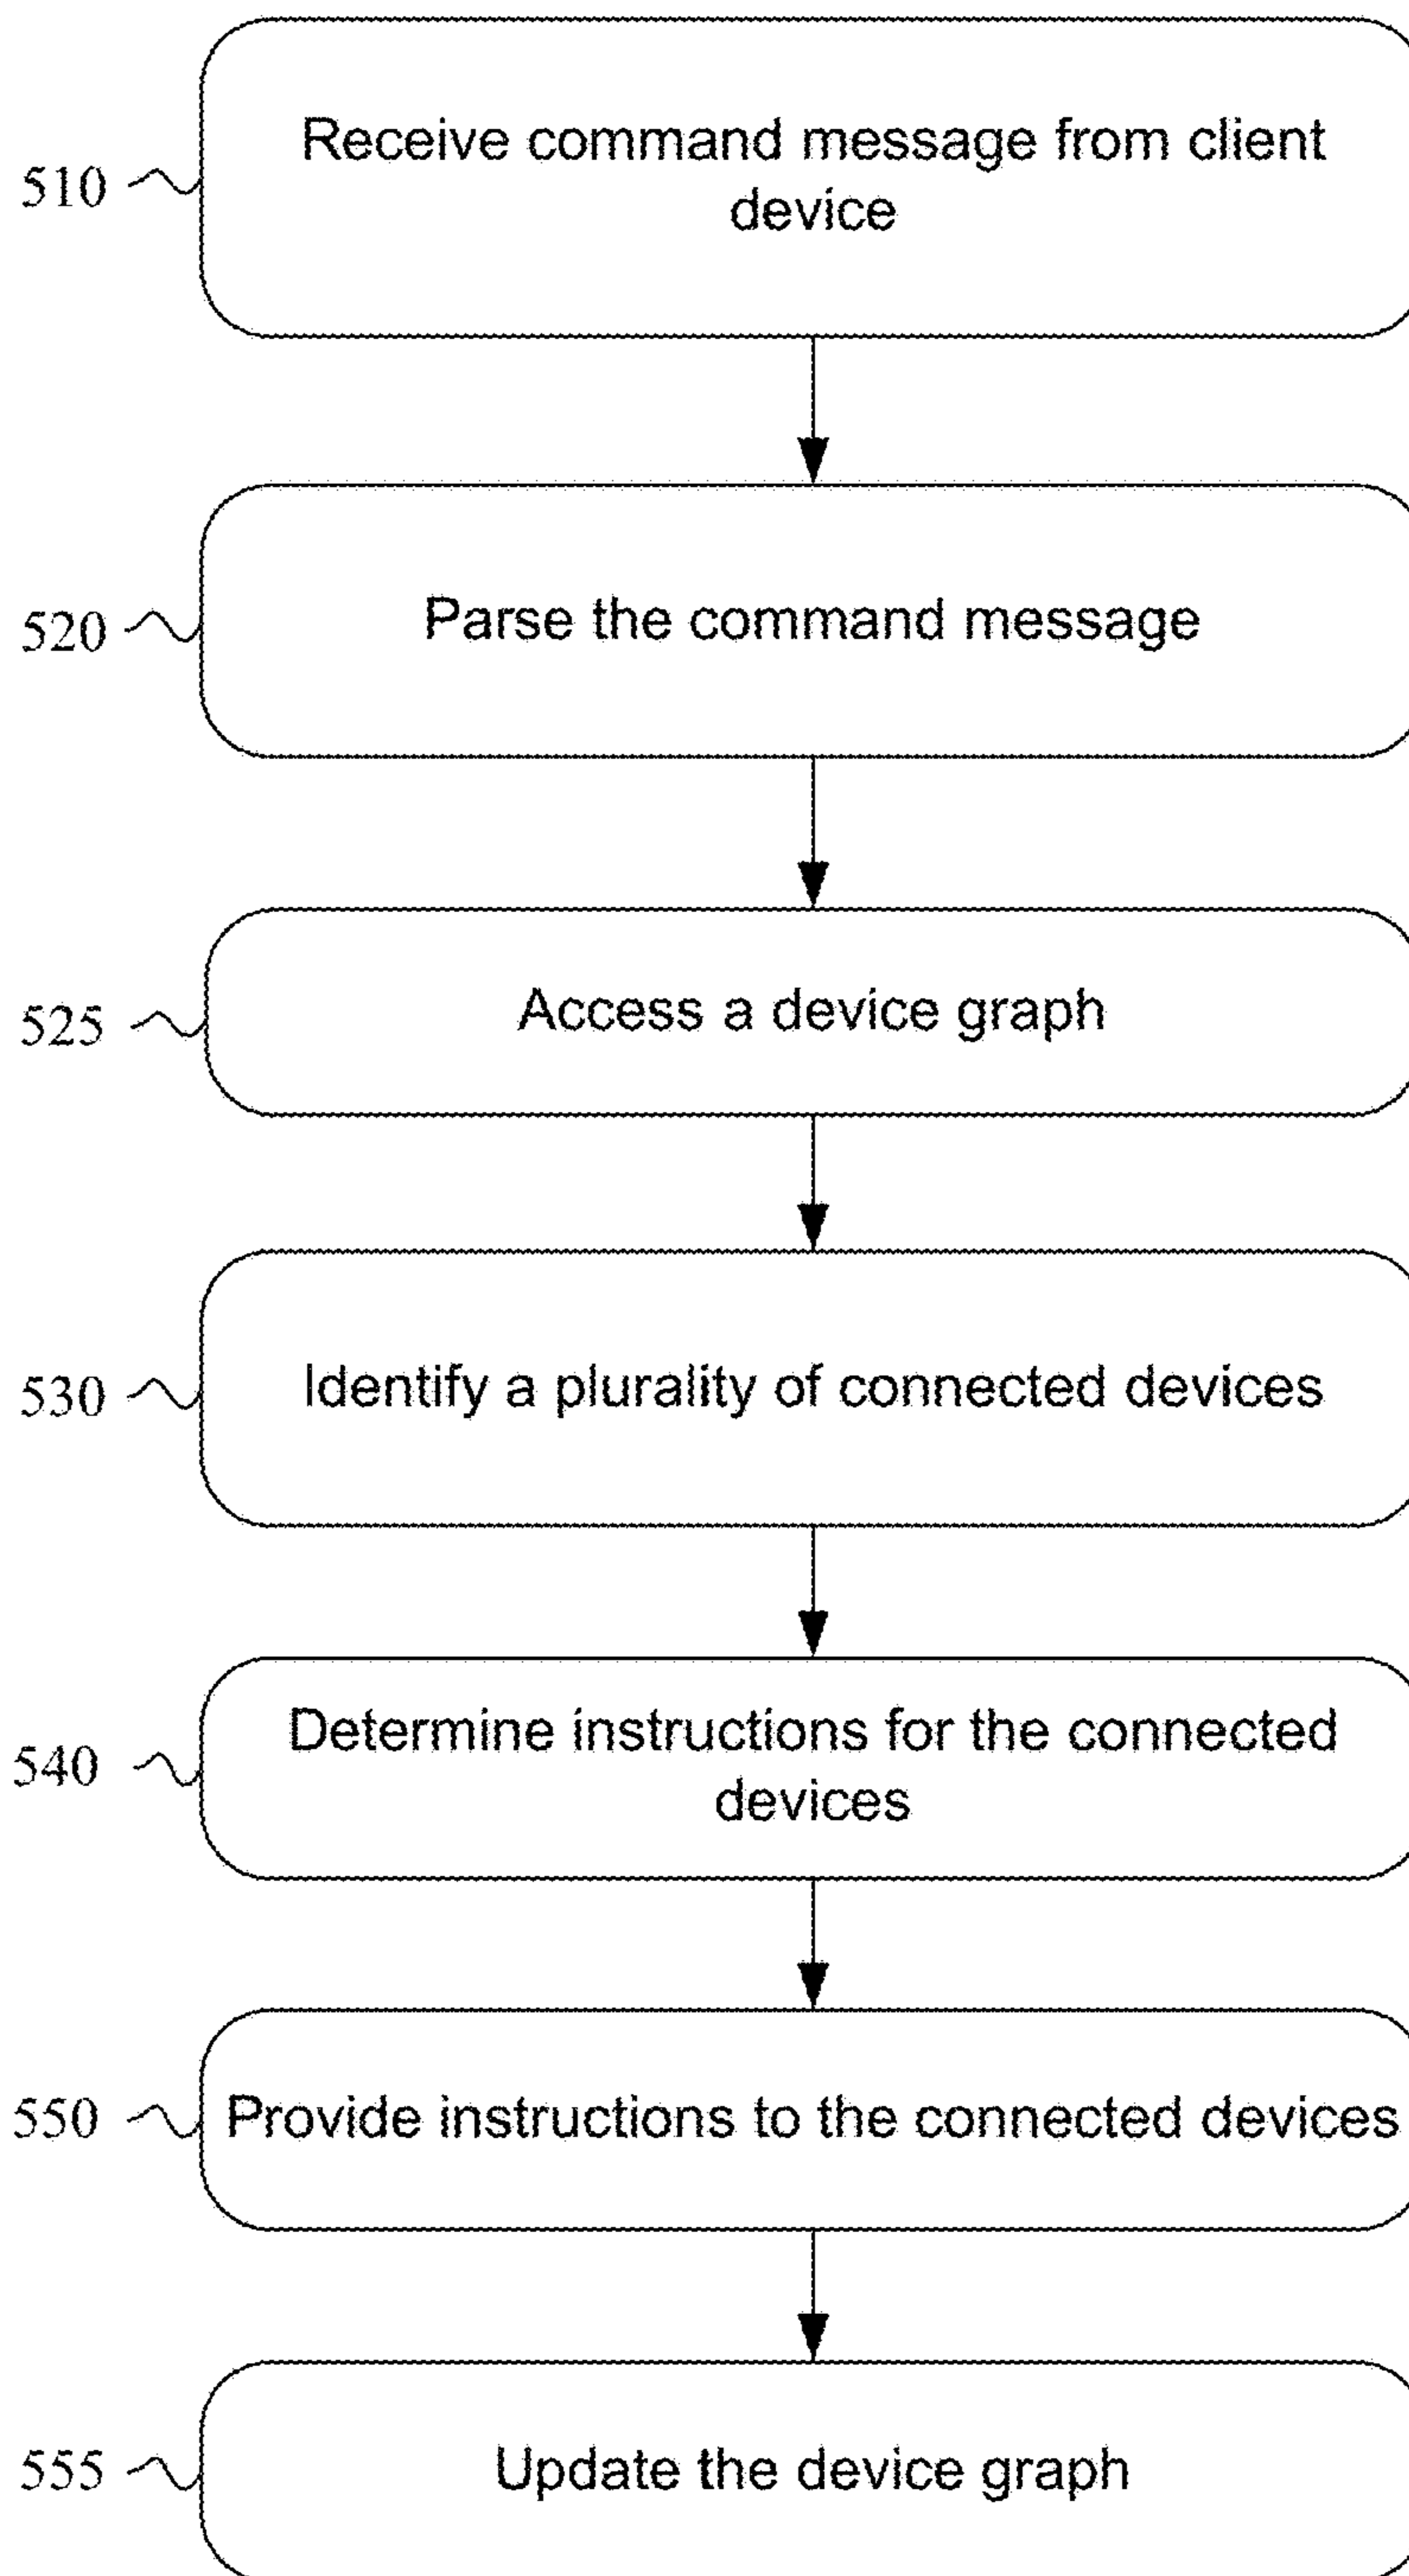 Receive command message from client
device
510
Parse the command message
520
Access a device graph
525
Identify a plurality of connected devices
530
Determine instructions for the connected
devices
540
Provide instructions to the connected devices
550
Update the device graph
555